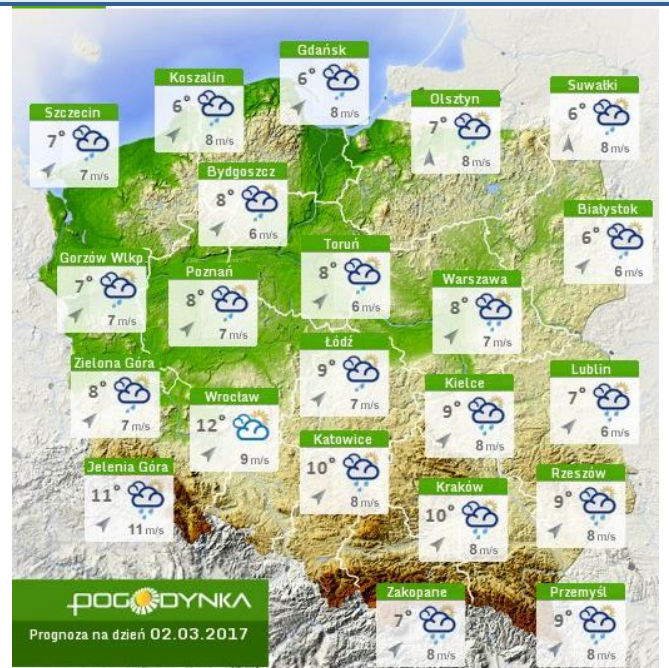 Gdańsk
6°
8 m/s
Koszalin
6°
8 m/s
Suwałki
6°
8 m/s
Olsztyn
7°
8 m/s
Szczecin
7°
7 m/s
Bydgoszcz
8°
6 m/s
Białystok
6°
6 m/s
Toruń
8°
6 m/s
Gorzów Wlkp
7°
7 m/s
Poznań
8°
7 m/s
Warszawa
8°
7 m/s
Łódź
9°
7 m/s
Zielona Góra
8°
7 m/s
Lublin
7°
6 m/s
Kielce
9°
8 m/s
Wrocław
12°
9 m/s
Katowice
10°
8 m/s
Jelenia Góra
11°
11 m/s
Rzeszów
9°
8 m/s
Kraków
10°
8 m/s
Zakopane
7°
8 m/s
Przemyśl
9°
8 m/s
POGODYNKA
Prognoza na dzień 02.03.2017